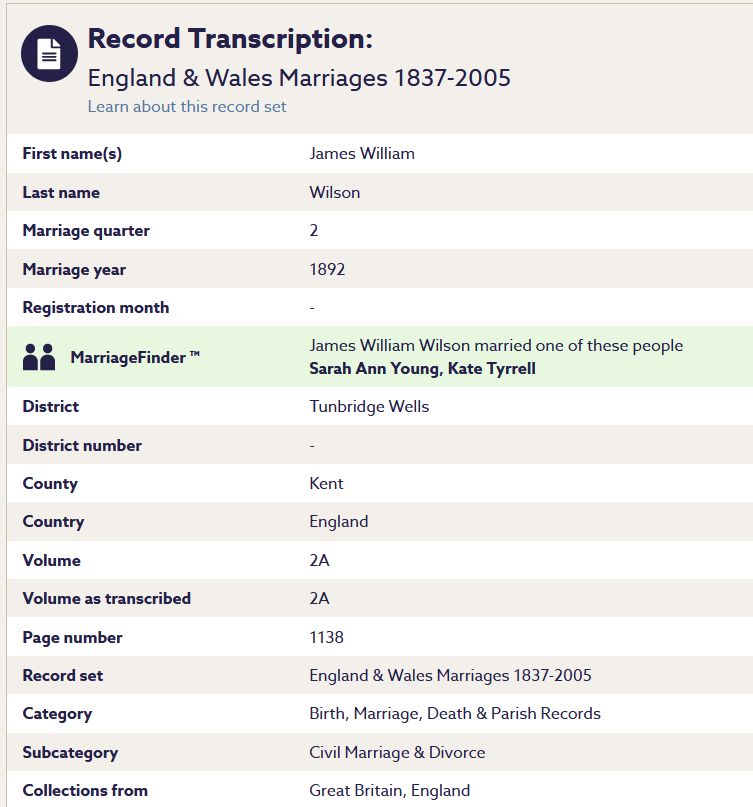 Record Transcription:
England & Wales Marriages 1837-2005
Learn about this record set
First name(s) James William
Last name Wilson
Marriage quarter 2
Marriage year 1892
Registration month -
MarriageFinder ™ James William Wilson married one of these people
Sarah Ann Young, Kate Tyrrell
District Tunbridge Wells
District number -
County Kent
Country England
Volume 2A
Volume as transcribed 2A
Page number 1138
Record set England & Wales Marriages 1837-2005
Category Birth, Marriage, Death & Parish Records
Subcategory Civil Marriage & Divorce
Collections from Great Britain, England